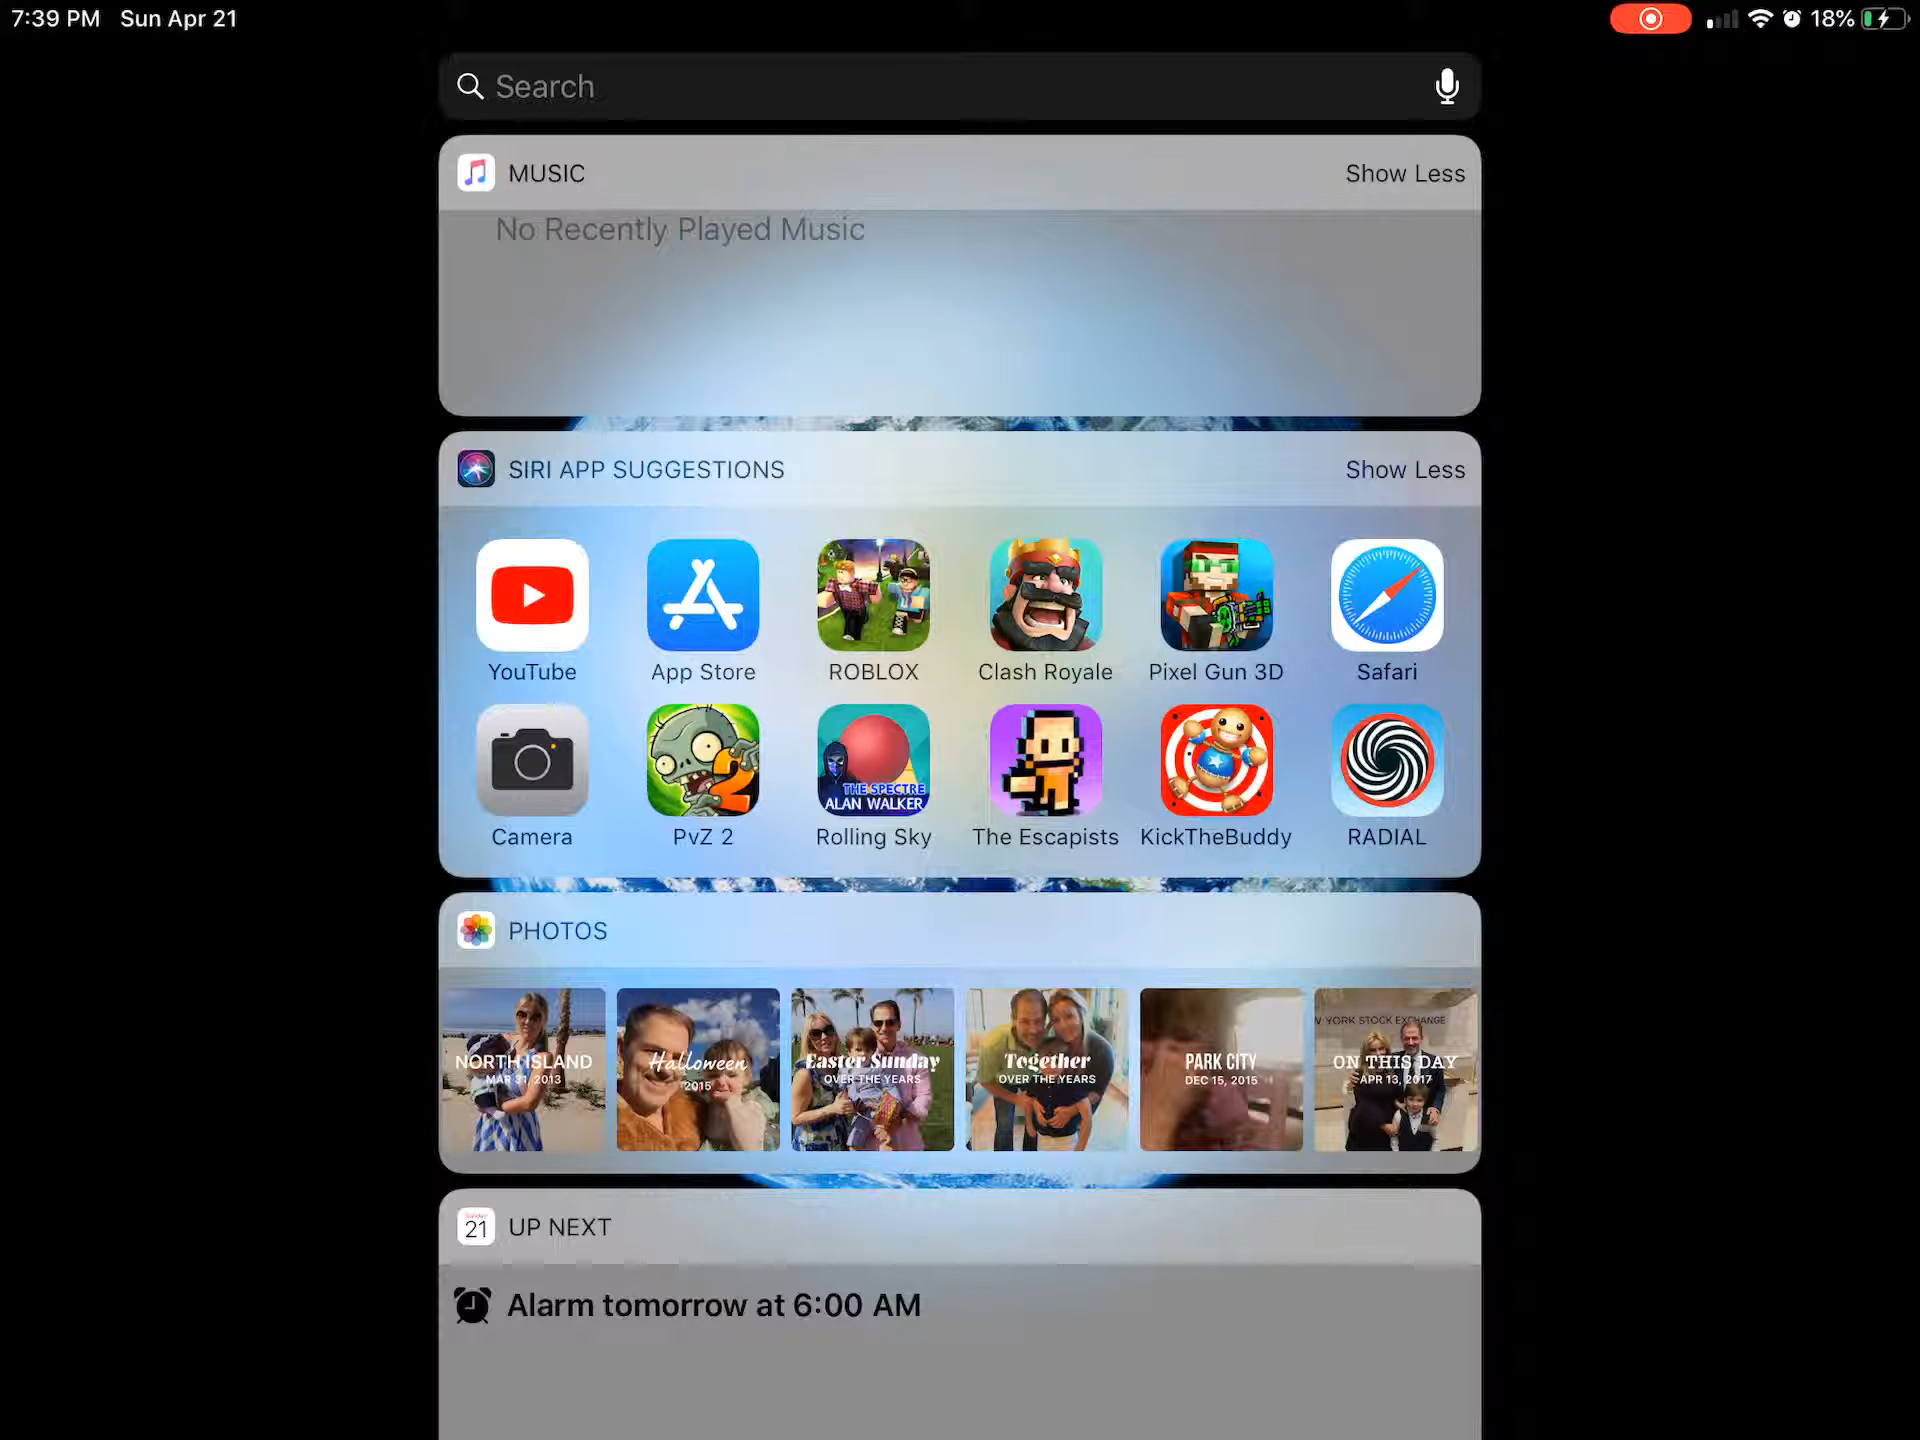 7:39 PM Sun Apr 21 18%
Search
MUSIC Show Less
No Recently Played Music
SIRI APP SUGGESTIONS Show Less
YouTube App Store ROBLOX Clash Royale Pixel Gun 3D Safari
2
THE SPECTRE
ALAN WALKER
Camera PvZ 2 Rolling Sky The Escapists KickTheBuddy RADIAL
PHOTOS
NORTH ISLAND
MAR 31, 2013
Halloween
2015
Easter Sunday
OVER THE YEARS
Together
OVER THE YEARS
PARK CITY
DEC 15, 2015
W YORK STOCK EXCHANGE
ON THIS DAY
APR 13, 2017
Sunday
21 UP NEXT
Alarm tomorrow at 6:00 AM